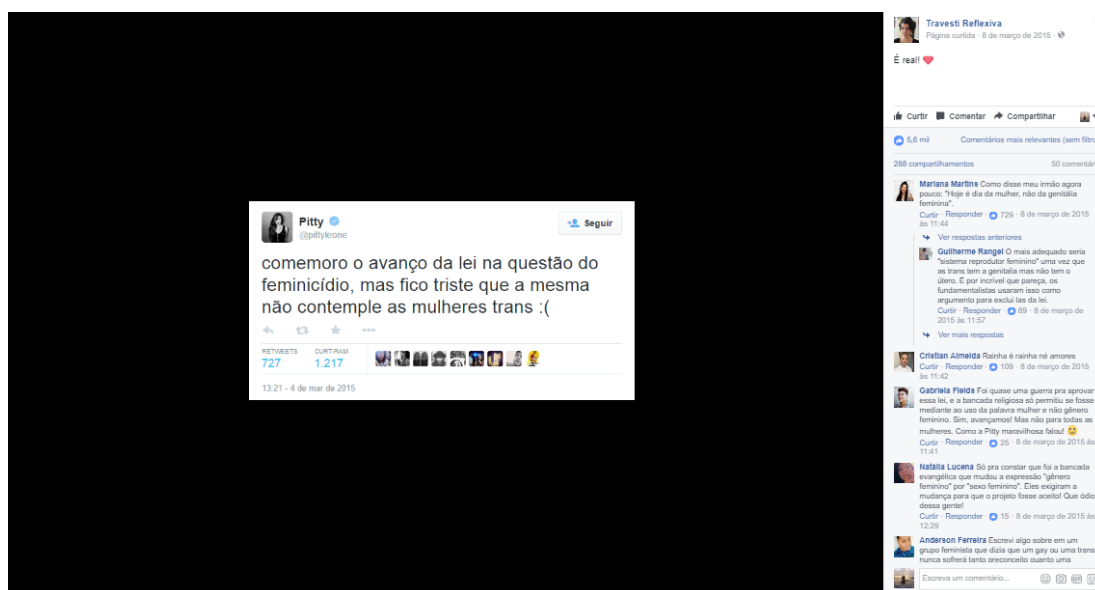 Pitty
@pittyleone
Seguir
comemoro o avanço da lei na questão do
feminicídio, mas fico triste que a mesma
não contemple as mulheres trans :(
RETWEETS
727
CURTIRAM
1.217
13:21 - 4 de mar de 2015
Travesti Reflexiva
Página curtida · 8 de março de 2015 ·
É real!
Curtir Comentar Compartilhar
5,6 mil Comentários mais relevantes (sem filtro
288 compartilhamentos 50 comentári
Mariana Martins Como disse meu irmão agora
pouco: "Hoje é dia da mulher, não da genitália
feminina".
Curtir · Responder · 729 · 8 de março de 2015
às 11:44
Ver respostas anteriores
Guilherme Rangel O mais adequado seria
"sistema reprodutor feminino" uma vez que
as trans tem a genitalia mas não tem o
útero. E por incrível que pareça, os
fundamentalistas usaram isso como
argumento para excluí las da lei.
Curtir · Responder · 69 · 8 de março de
2015 às 11:57
Ver mais respostas
Cristian Almeida Rainha é rainha né amores
Curtir · Responder · 109 · 8 de março de 2015
às 11:42
Gabriela Fields Foi quase uma guerra pra aprovar
essa lei, e a bancada religiosa só permitiu se fosse
mediante ao uso da palavra mulher e não gênero
feminino. Sim, avançamos! Mas não para todas as
mulheres. Como a Pitty maravilhosa falou!
Curtir · Responder · 25 · 8 de março de 2015 às
11:41
Natália Lucena Só pra constar que foi a bancada
evangélica que mudou a expressão "gênero
feminino" por "sexo feminino". Eles exigiram a
mudança para que o projeto fosse aceito! Que ódio
dessa gente!
Curtir · Responder · 15 · 8 de março de 2015 às
12:29
Anderson Ferreira Escrevi algo sobre em um
grupo feminista que dizia que um gay ou uma trans
nunca sofrerá tanto preconceito quanto uma
Escreva um comentário...